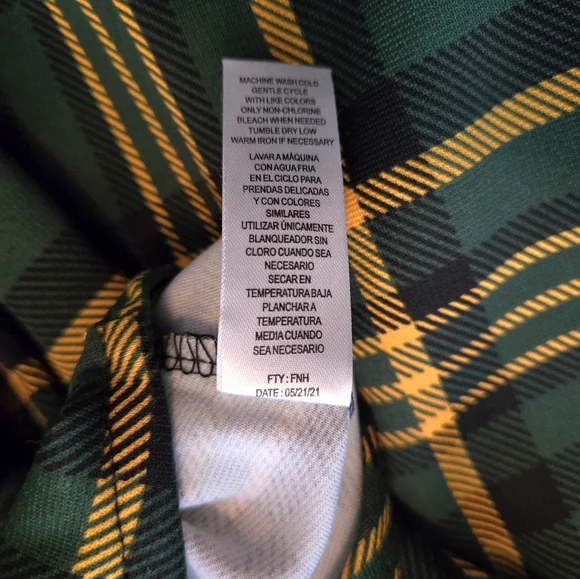 MACHINE WASH COLD
GENTLE CYCLE
WITH LIKE COLORS
ONLY NON-CHLORINE
BLEACH WHEN NEEDED
TUMBLE DRY LOW
WARM IRON IF NECESSARY
LAVAR A MÁQUINA
CON AGUA FRIA
EN EL CICLO PARA
PRENDAS DELICADAS
Y CON COLORES
SIMILARES
UTILIZAR ÚNICAMENTE
BLANQUEADOR SIN
CLORO CUANDO SEA
NECESARIO
SECAR EN
TEMPERATURA BAJA
PLANCHAR A
TEMPERATURA
MEDIA CUANDO
SEA NECESARIO
FTY : FNH
DATE : 05/21/21